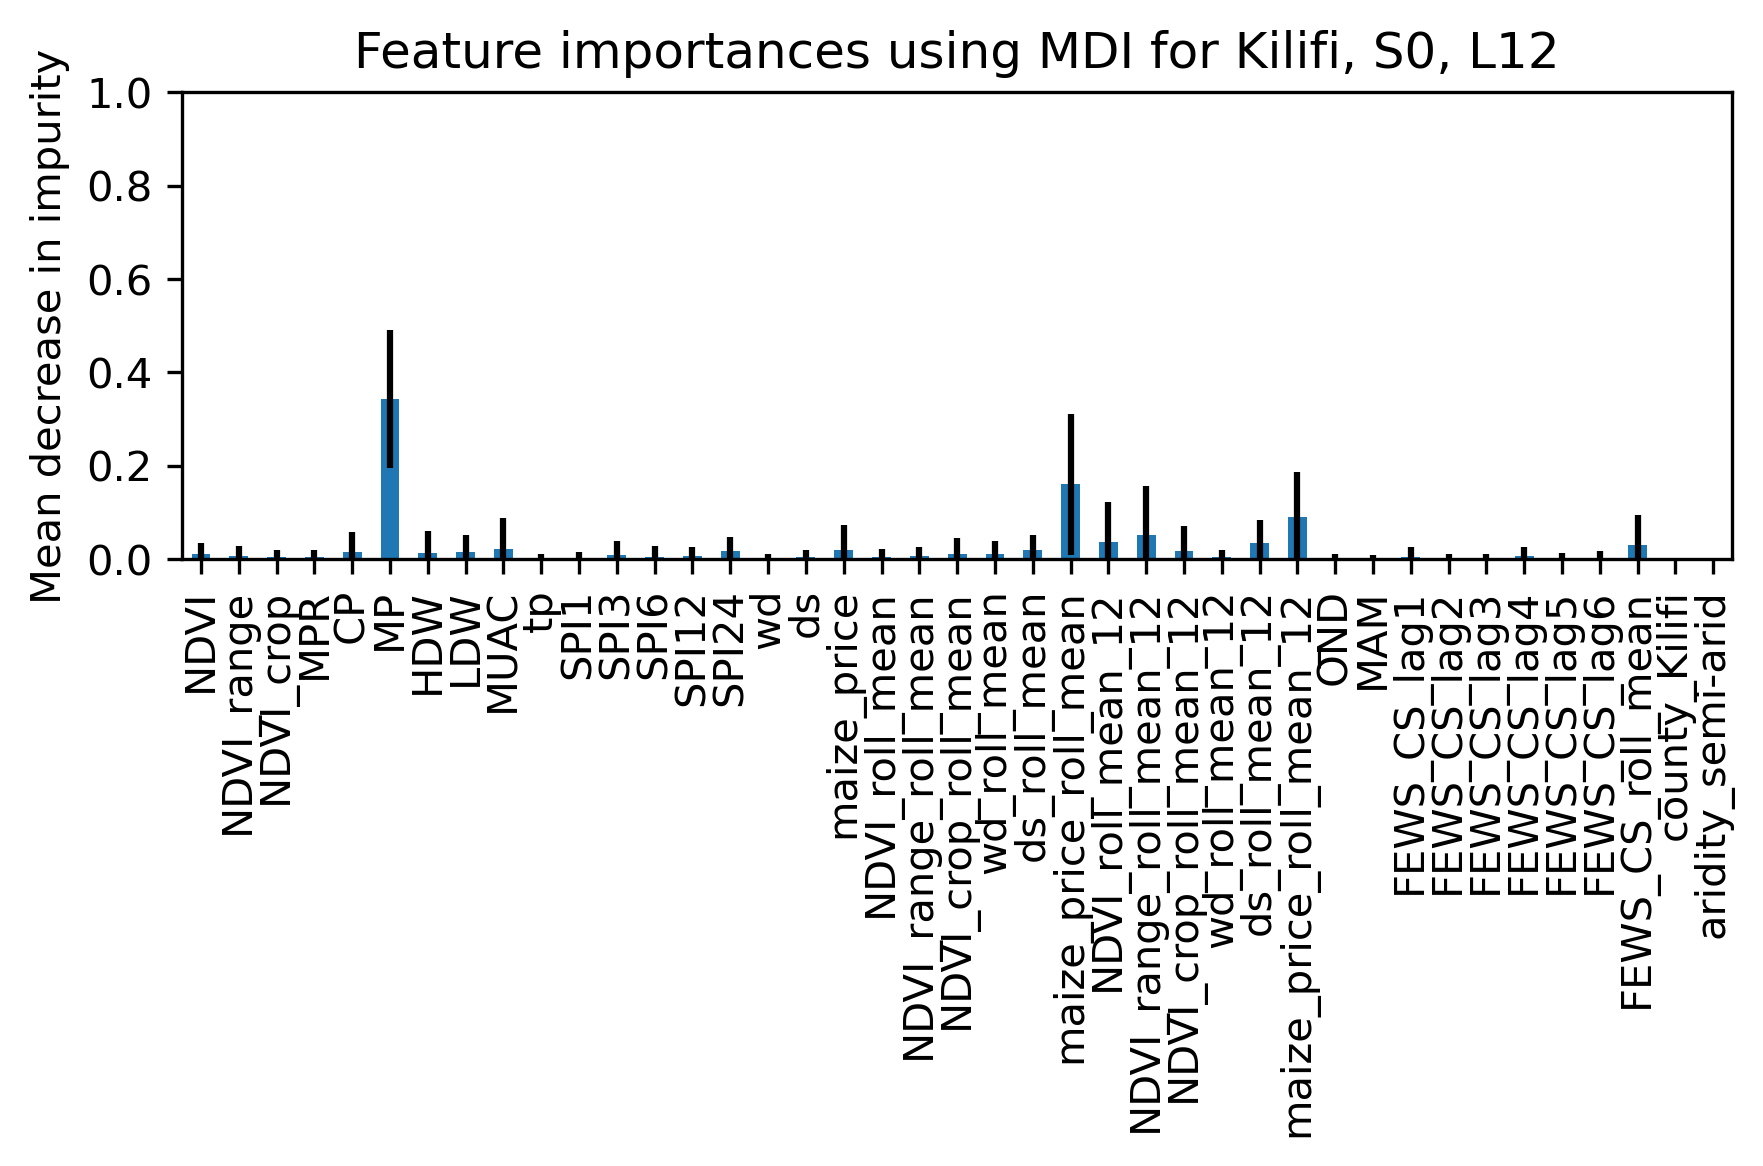 Feature importances using MDI for Kilifi, S0, L12
Mean decrease in impurity
1.0
0.8
0.6
0.4
0.2
0.0
NDVI
NDVI_range
NDVI_crop
MPR
CP
MP
HDW
LDW
MUAC
tp
SPI1
SPI3
SPI6
SPI12
SPI24
wd
ds
maize_price
NDVI_roll_mean
NDVI_range_roll_mean
NDVI_crop_roll_mean
wd_roll_mean
ds_roll_mean
maize_price_roll_mean
NDVI_roll_mean_12
NDVI_range_roll_mean_12
NDVI_crop_roll_mean_12
wd_roll_mean_12
ds_roll_mean_12
maize_price_roll_mean_12
OND
MAM
FEWS_CS_lag1
FEWS_CS_lag2
FEWS_CS_lag3
FEWS_CS_lag4
FEWS_CS_lag5
FEWS_CS_lag6
FEWS_CS_roll_mean
county_Kilifi
aridity_semi-arid